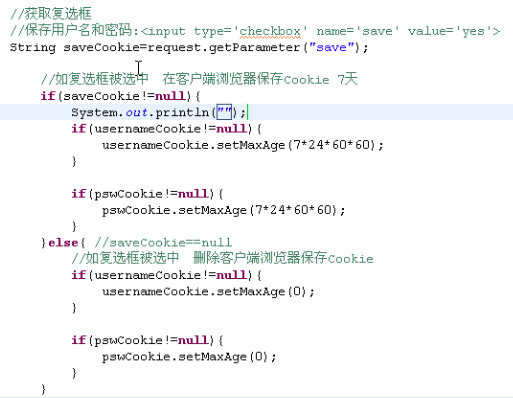 //获取复选框
//保存用户名和密码:<input type='checkbox' name='save' value='yes'>
String saveCookie=request.getParameter("save");
//如复选框被选中 在客户端浏览器保存Cookie 7天
if(saveCookie!=null){
System.out.println("");
if(usernameCookie!=null){
usernameCookie.setMaxAge(7*24*60*60);
}
if(pswCookie!=null){
pswCookie.setMaxAge(7*24*60*60);
}
}else{ //saveCookie==null
//如复选框被选中 删除客户端浏览器保存Cookie
if(usernameCookie!=null){
usernameCookie.setMaxAge(0);
}
if(pswCookie!=null){
pswCookie.setMaxAge(0);
}
}